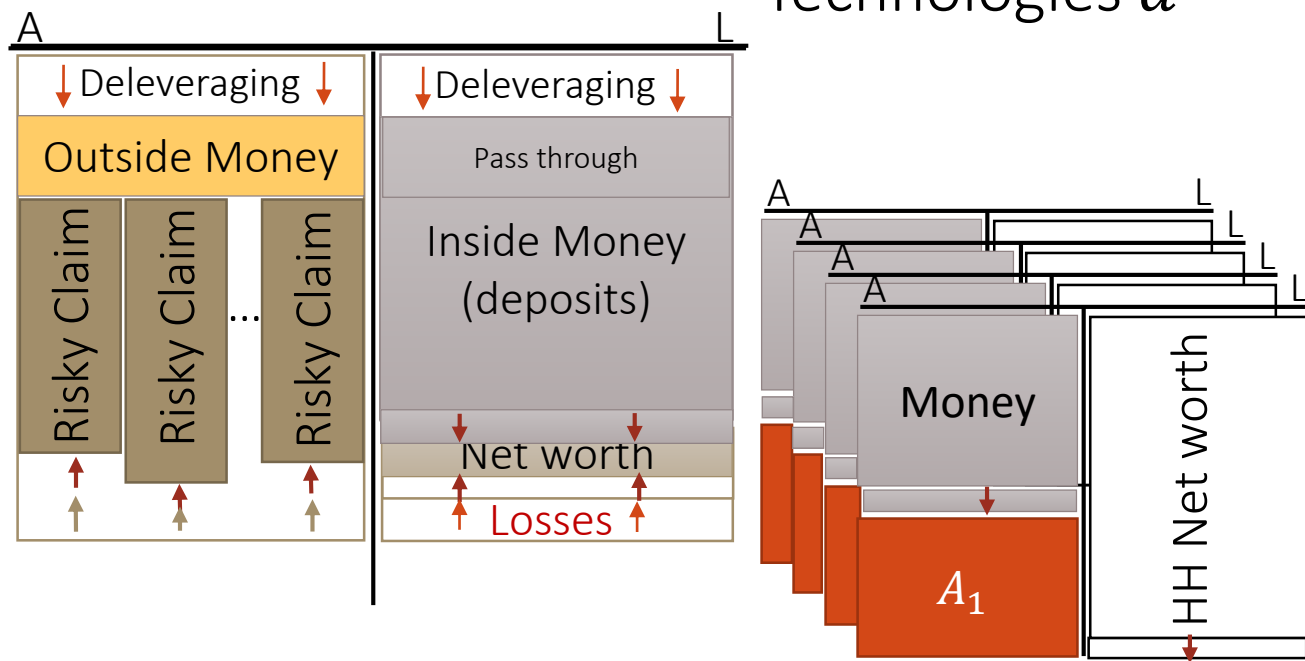 Technologies a
A L
Deleveraging
Deleveraging
Outside Money
Pass through
Risky Claim
Risky Claim
...
Risky Claim
Inside Money
(deposits)
Net worth
Losses
A L
A L
A L
A L
Money
A₁
HH Net worth